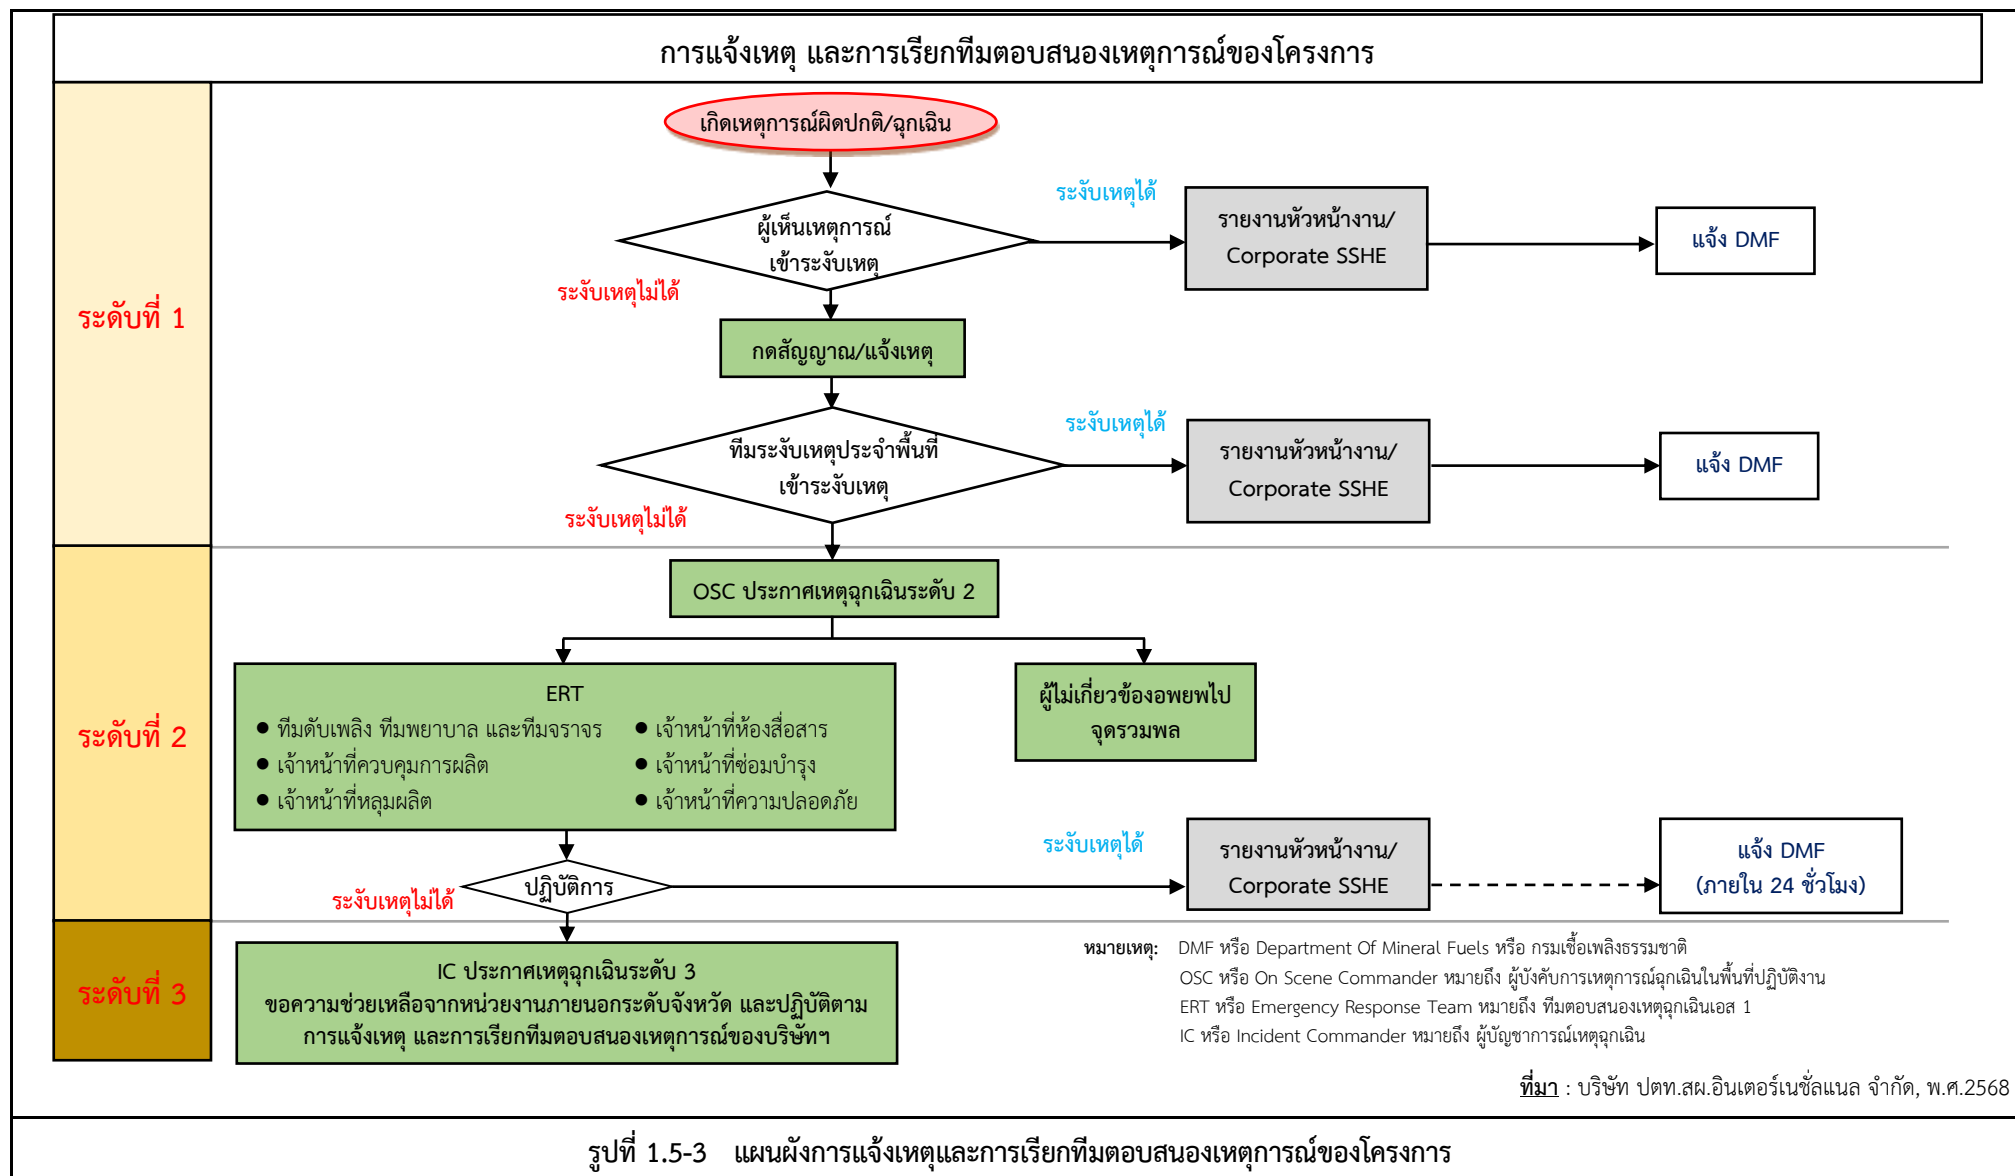 การแจ้งเหตุ และการเรียกทีมตอบสนองเหตุการณ์ของโครงการ
ระดับที่ 1
เกิดเหตุการณ์ผิดปกติ/ฉุกเฉิน
ผู้เห็นเหตุการณ์
เข้าระงับเหตุ
ระงับเหตุได้
รายงานหัวหน้างาน/
Corporate SSHE
แจ้ง DMF
ระงับเหตุไม่ได้
กดสัญญาณ/แจ้งเหตุ
ทีมระงับเหตุประจำพื้นที่
เข้าระงับเหตุ
ระงับเหตุได้
รายงานหัวหน้างาน/
Corporate SSHE
แจ้ง DMF
ระงับเหตุไม่ได้
ระดับที่ 2
OSC ประกาศเหตุฉุกเฉินระดับ 2
ERT
● ทีมดับเพลิง ทีมพยาบาล และทีมจราจร
● เจ้าหน้าที่ควบคุมการผลิต
● เจ้าหน้าที่หลุมผลิต
● เจ้าหน้าที่ห้องสื่อสาร
● เจ้าหน้าที่ซ่อมบำรุง
● เจ้าหน้าที่ความปลอดภัย
ผู้ไม่เกี่ยวข้องอพยพไป
จุดรวมพล
ปฏิบัติการ
ระงับเหตุได้
รายงานหัวหน้างาน/
Corporate SSHE
แจ้ง DMF
(ภายใน 24 ชั่วโมง)
ระงับเหตุไม่ได้
ระดับที่ 3
IC ประกาศเหตุฉุกเฉินระดับ 3
ขอความช่วยเหลือจากหน่วยงานภายนอกระดับจังหวัด และปฏิบัติตาม
การแจ้งเหตุ และการเรียกทีมตอบสนองเหตุการณ์ของบริษัทฯ
หมายเหตุ: DMF หรือ Department Of Mineral Fuels หรือ กรมเชื้อเพลิงธรรมชาติ
OSC หรือ On Scene Commander หมายถึง ผู้บังคับการเหตุการณ์ฉุกเฉินในพื้นที่ปฏิบัติงาน
ERT หรือ Emergency Response Team หมายถึง ทีมตอบสนองเหตุฉุกเฉินเอส 1
IC หรือ Incident Commander หมายถึง ผู้บัญชาการณ์เหตุฉุกเฉิน
ที่มา : บริษัท ปตท.สผ.อินเตอร์เนชั่ลแนล จำกัด, พ.ศ.2568
รูปที่ 1.5-3 แผนผังการแจ้งเหตุและการเรียกทีมตอบสนองเหตุการณ์ของโครงการ